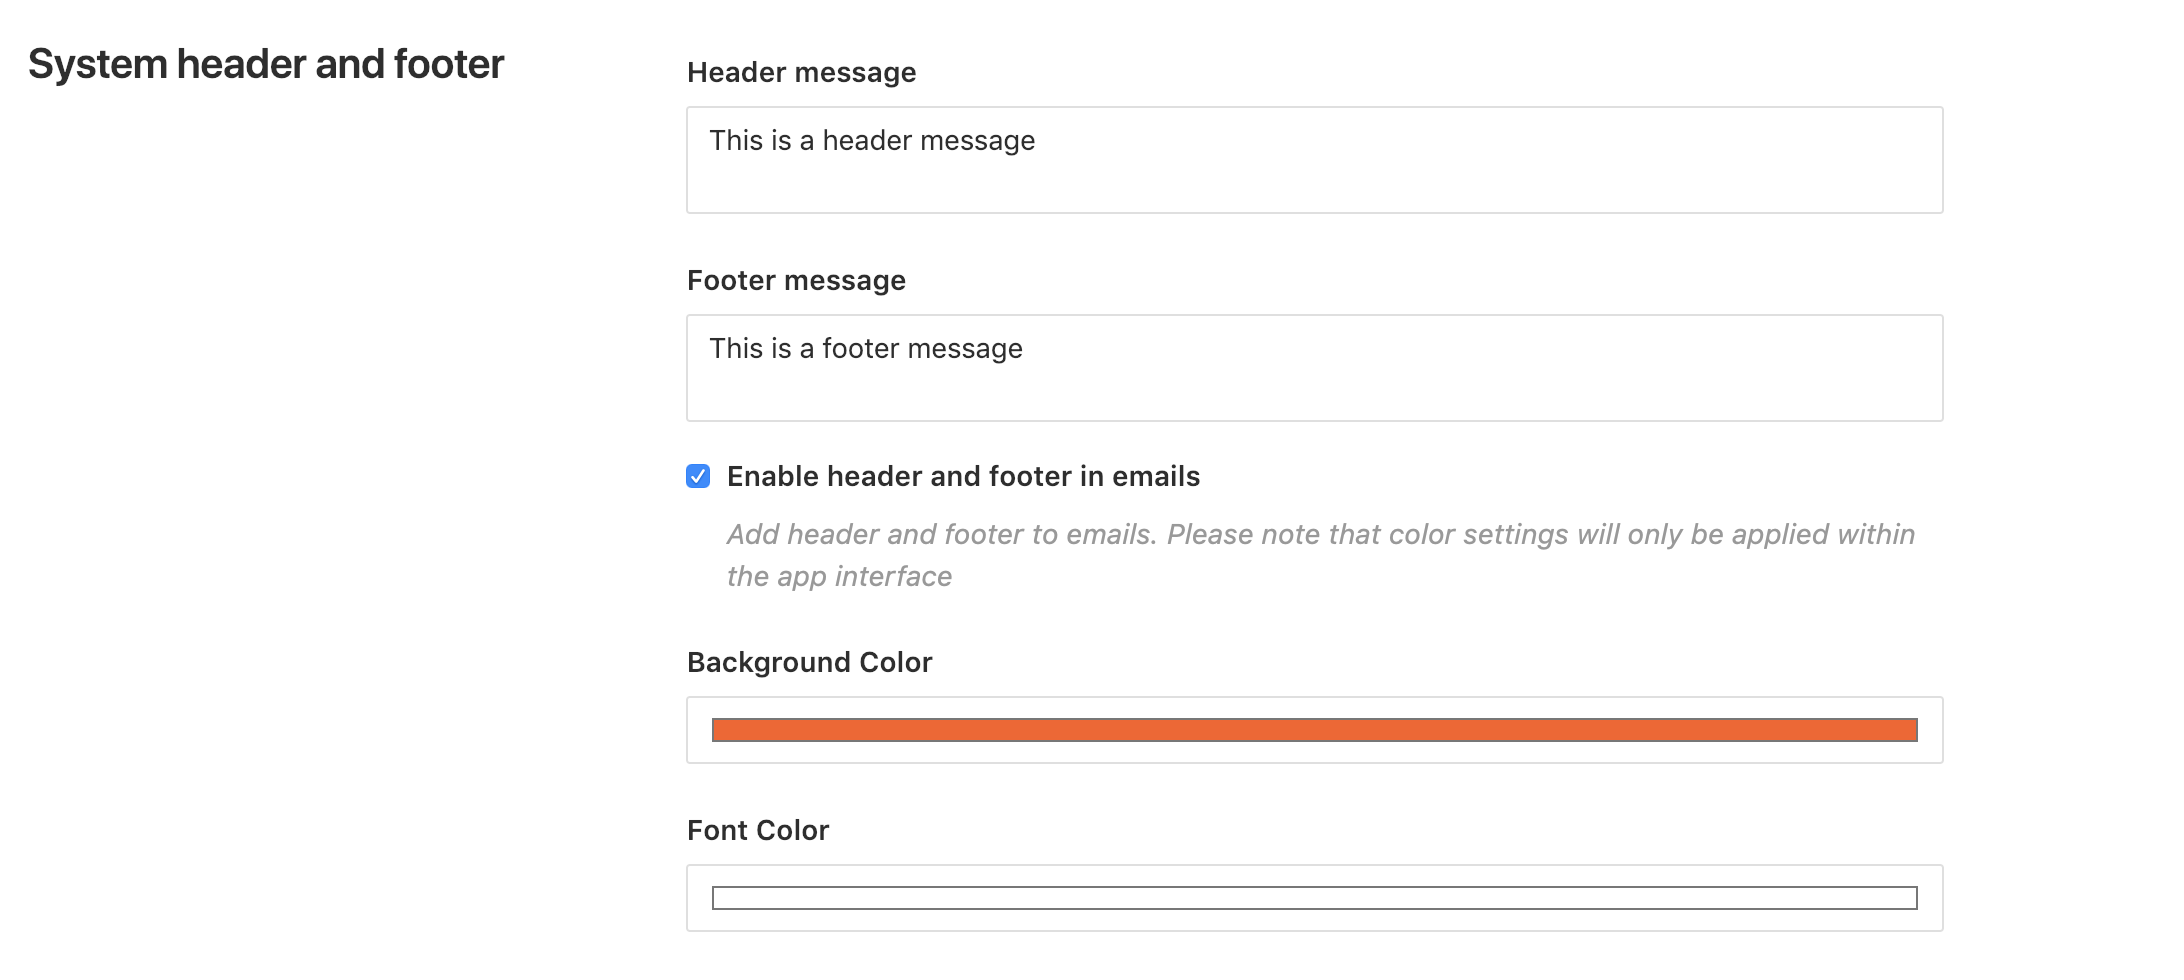 System header and footer
Header message
This is a header message
Footer message
This is a footer message
Enable header and footer in emails
Add header and footer to emails. Please note that color settings will only be applied within
the app interface
Background Color
Font Color